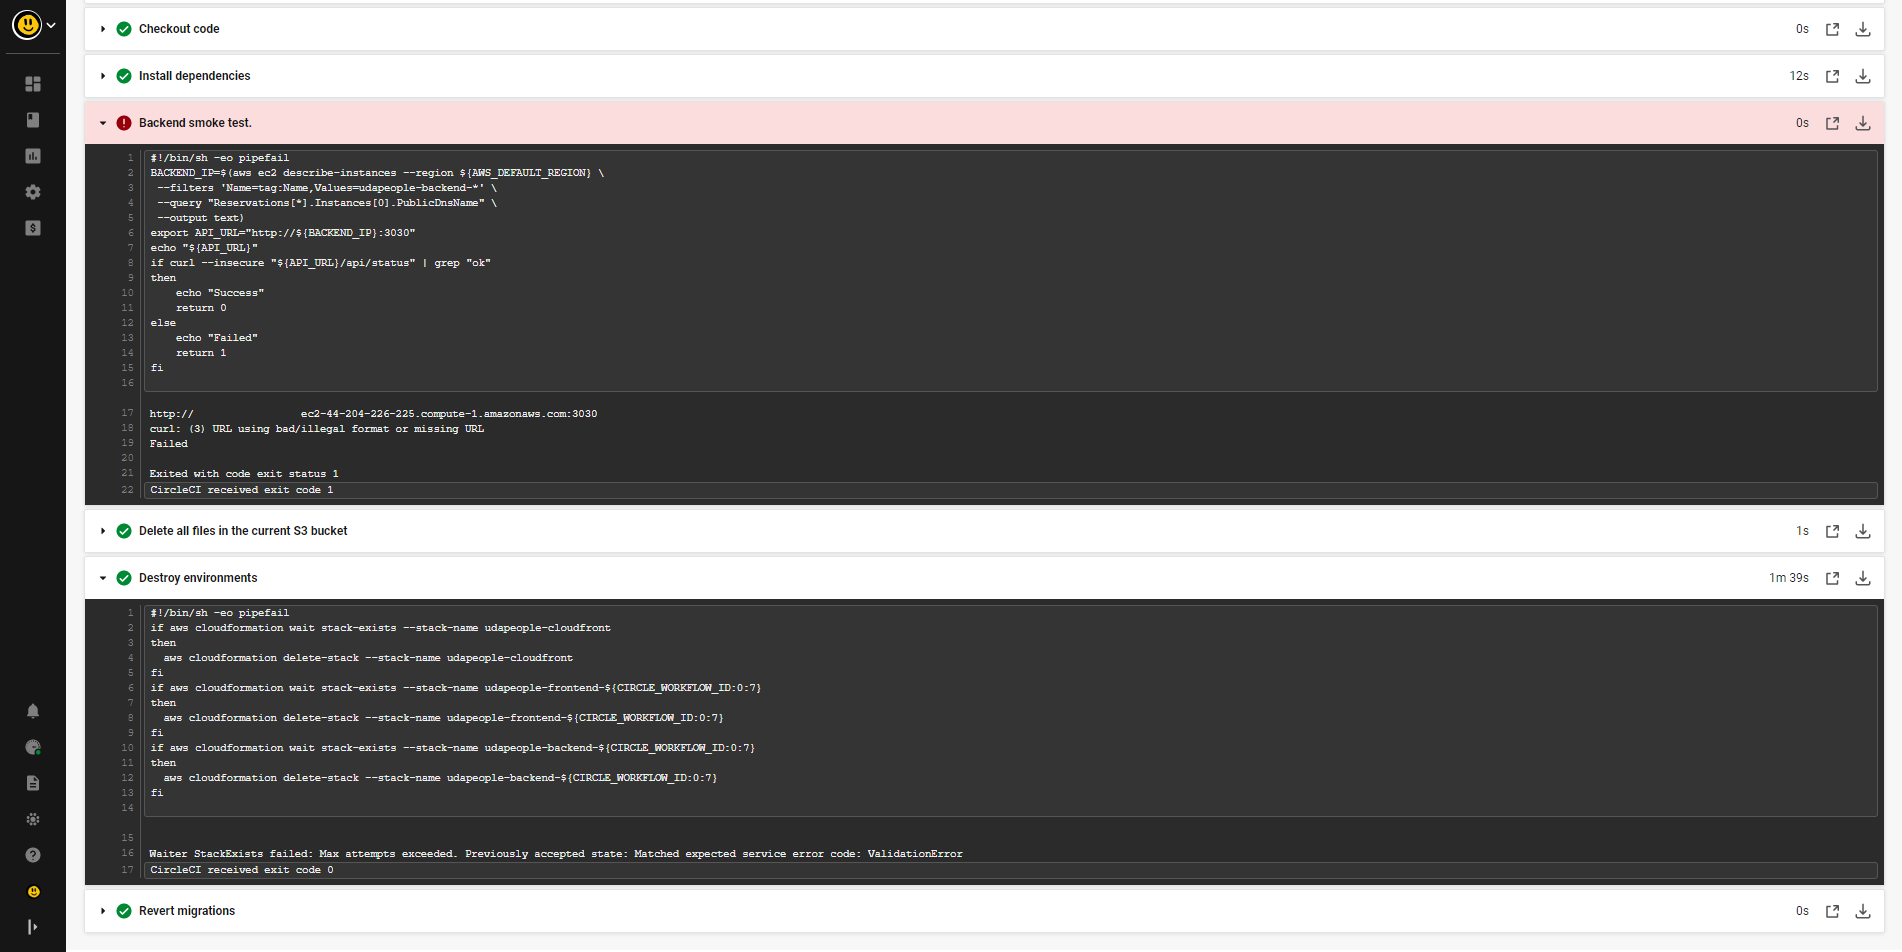 Checkout code 0s
Install dependencies 12s
Backend smoke test. 0s
1 #!/bin/sh -eo pipefail
2 BACKEND_IP=$(aws ec2 describe-instances --region ${AWS_DEFAULT_REGION} \
3 --filters 'Name=tag:Name,Values=udapeople-backend-*' \
4 --query "Reservations[*].Instances[0].PublicDnsName" \
5 --output text)
6 export API_URL="http://${BACKEND_IP}:3030"
7 echo "${API_URL}"
8 if curl --insecure "${API_URL}/api/status" | grep "ok"
9 then
10 echo "Success"
11 return 0
12 else
13 echo "Failed"
14 return 1
15 fi
16
17 http:// ec2-44-204-226-225.compute-1.amazonaws.com:3030
18 curl: (3) URL using bad/illegal format or missing URL
19 Failed
20
21 Exited with code exit status 1
22 CircleCI received exit code 1
Delete all files in the current S3 bucket 1s
Destroy environments 1m 39s
1 #!/bin/sh -eo pipefail
2 if aws cloudformation wait stack-exists --stack-name udapeople-cloudfront
3 then
4 aws cloudformation delete-stack --stack-name udapeople-cloudfront
5 fi
6 if aws cloudformation wait stack-exists --stack-name udapeople-frontend-${CIRCLE_WORKFLOW_ID:0:7}
7 then
8 aws cloudformation delete-stack --stack-name udapeople-frontend-${CIRCLE_WORKFLOW_ID:0:7}
9 fi
10 if aws cloudformation wait stack-exists --stack-name udapeople-backend-${CIRCLE_WORKFLOW_ID:0:7}
11 then
12 aws cloudformation delete-stack --stack-name udapeople-backend-${CIRCLE_WORKFLOW_ID:0:7}
13 fi
14
15
16 Waiter StackExists failed: Max attempts exceeded. Previously accepted state: Matched expected service error code: ValidationError
17 CircleCI received exit code 0
Revert migrations 0s